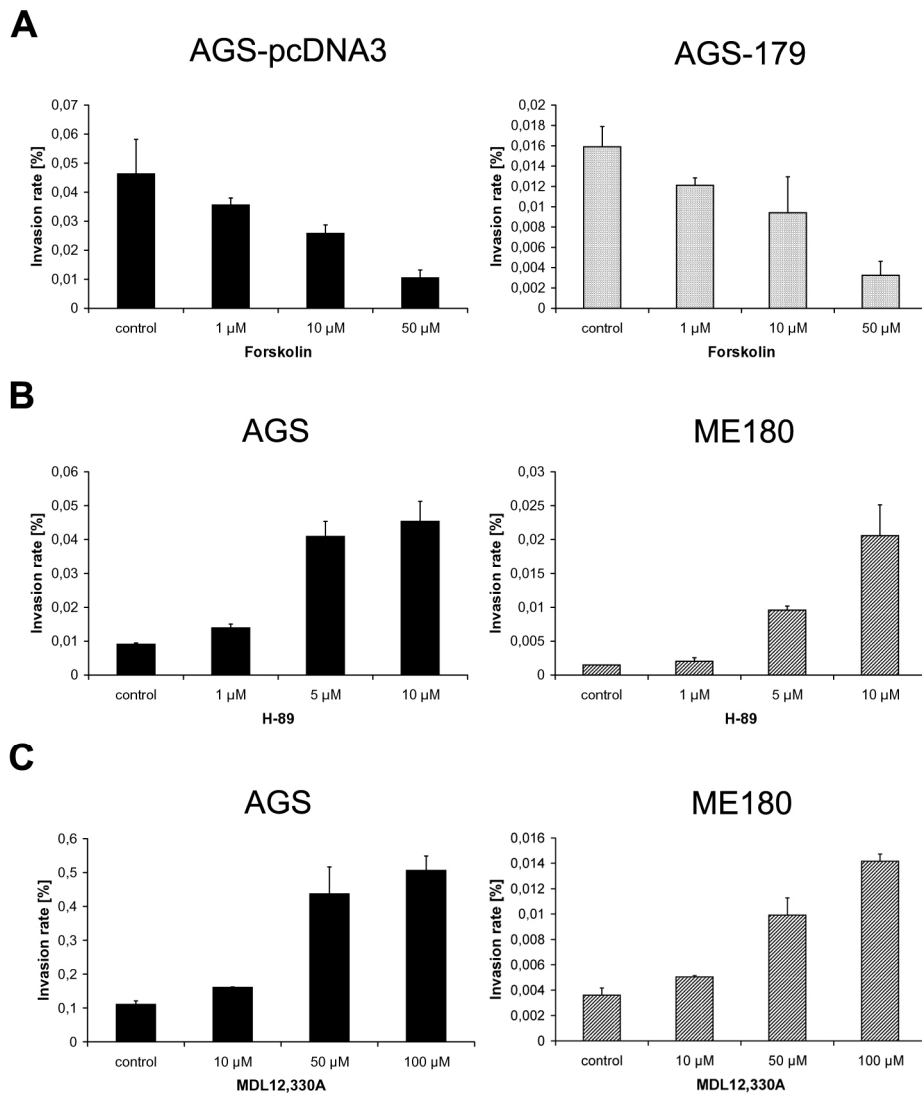 A
AGS-pcDNA3
AGS-179
Invasion rate [%]
0,07
0,06
0,05
0,04
0,03
0,02
0,01
0
control 1 µM 10 µM 50 µM
Forskolin
Invasion rate [%]
0,02
0,018
0,016
0,014
0,012
0,01
0,008
0,006
0,004
0,002
0
control 1 µM 10 µM 50 µM
Forskolin
B
AGS
ME180
Invasion rate [%]
0,06
0,05
0,04
0,03
0,02
0,01
0
control 1 µM 5 µM 10 µM
H-89
Invasion rate [%]
0,03
0,025
0,02
0,015
0,01
0,005
0
control 1 µM 5 µM 10 µM
H-89
C
AGS
ME180
Invasion rate [%]
0,6
0,5
0,4
0,3
0,2
0,1
0
control 10 µM 50 µM 100 µM
MDL12,330A
Invasion rate [%]
0,016
0,014
0,012
0,01
0,008
0,006
0,004
0,002
0
control 10 µM 50 µM 100 µM
MDL12,330A